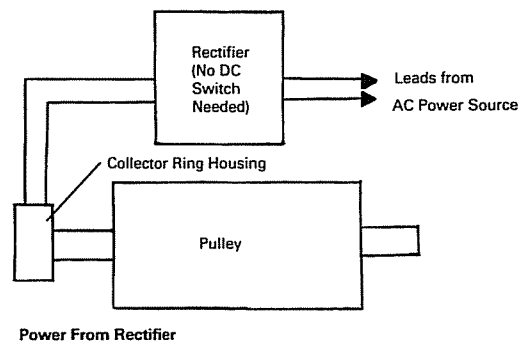 Rectifier
(No DC
Switch
Needed)
Leads from
AC Power Source
Collector Ring Housing
Pulley
Power From Rectifier